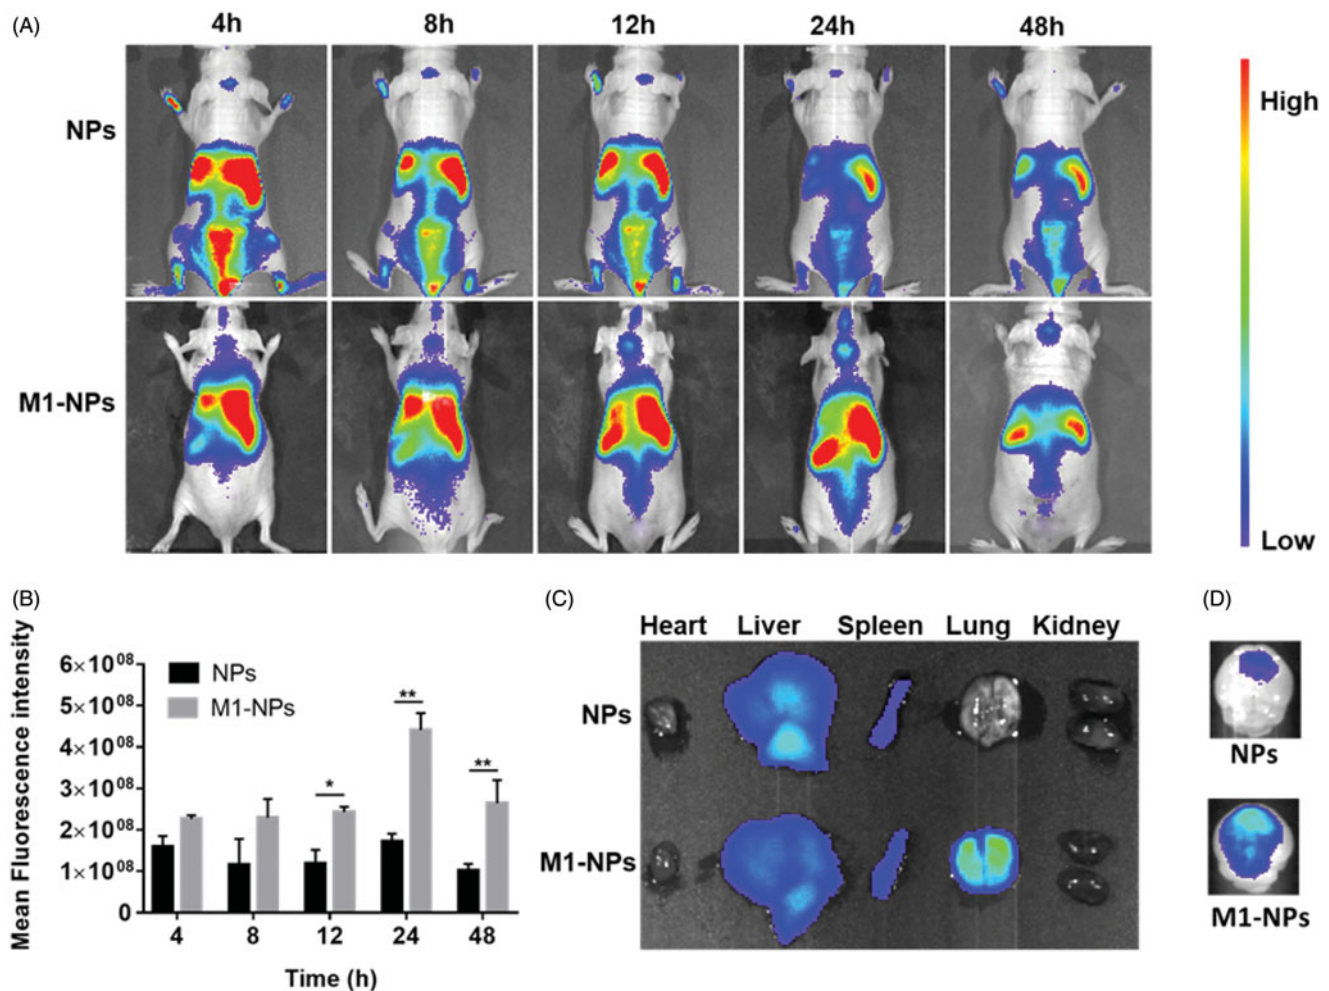 (A)
4h 8h 12h 24h 48h
NPs
M1-NPs
High
Low
(B)
Mean Fluorescence intensity
6×10⁰⁸
5×10⁰⁸
4×10⁰⁸
3×10⁰⁸
2×10⁰⁸
1×10⁰⁸
0
NPs
M1-NPs
*
**
**
4 8 12 24 48
Time (h)
(C)
Heart Liver Spleen Lung Kidney
NPs
M1-NPs
(D)
NPs
M1-NPs